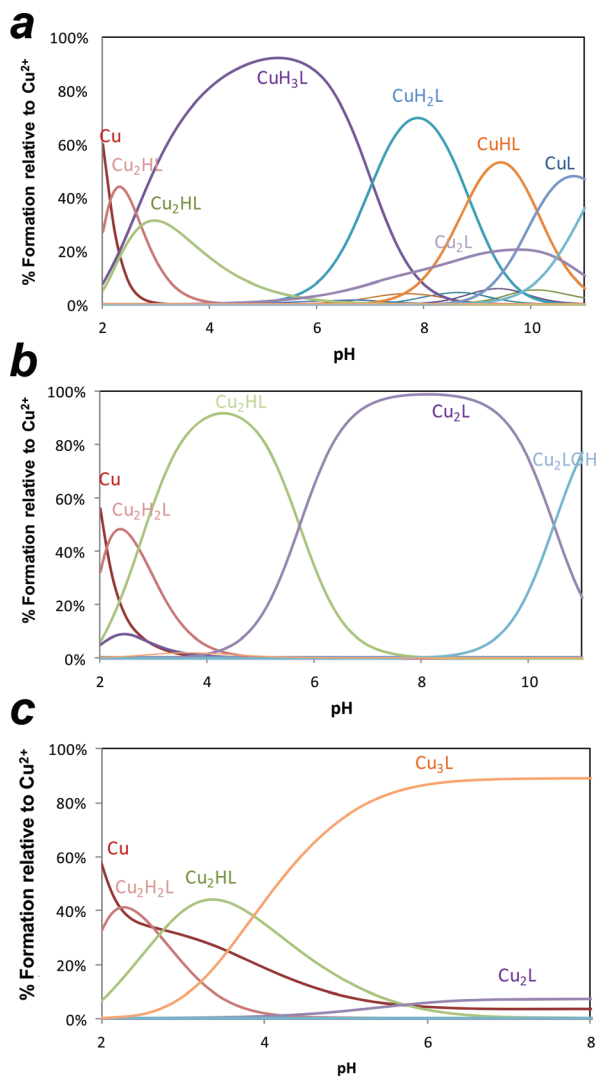 a
100%
80%
60%
40%
20%
0%
% Formation relative to Cu²⁺
Cu
Cu₂HL
Cu₂HL
CuH₃L
CuH₂L
Cu₂L
CuHL
CuL
2 4 6 8 10
pH
b
100%
80%
60%
40%
20%
0%
% Formation relative to Cu²⁺
Cu
Cu₂H₂L
Cu₂HL
Cu₂L
Cu₂LOH
2 4 6 8 10
pH
c
100%
80%
60%
40%
20%
0%
% Formation relative to Cu²⁺
Cu
Cu₂H₂L
Cu₂HL
Cu₃L
Cu₂L
2 4 6 8
pH